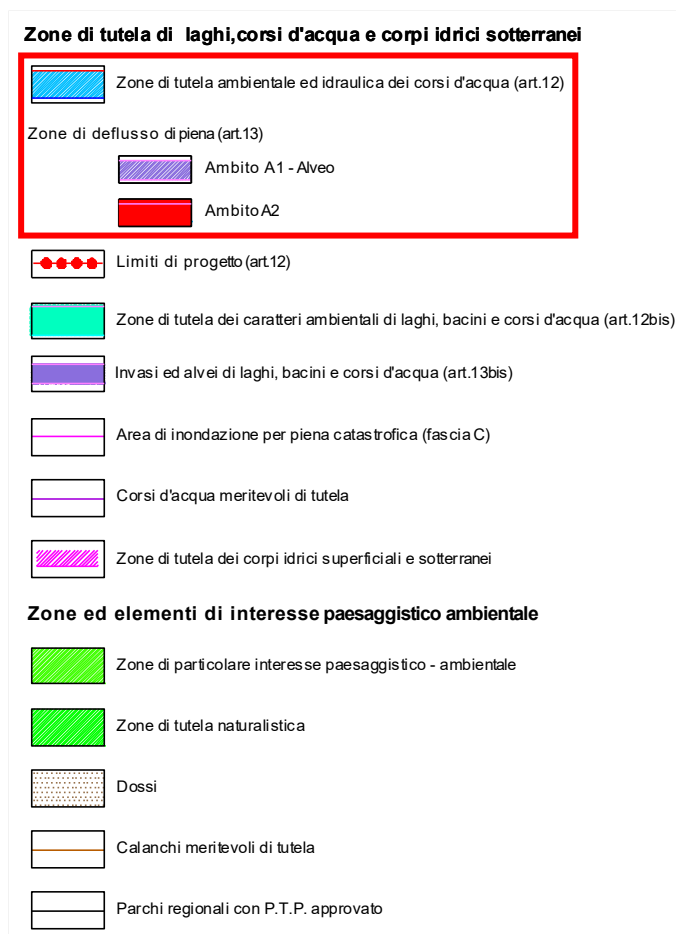 Zone di tutela di laghi,corsi d'acqua e corpi idrici sotterranei
Zone di tutela ambientale ed idraulica dei corsi d'acqua (art.12)
Zone di deflusso di piena (art.13)
Ambito A1 - Alveo
Ambito A2
Limiti di progetto (art.12)
Zone di tutela dei caratteri ambientali di laghi, bacini e corsi d'acqua (art.12bis)
Invasi ed alvei di laghi, bacini e corsi d'acqua (art.13bis)
Area di inondazione per piena catastrofica (fascia C)
Corsi d'acqua meritevoli di tutela
Zone di tutela dei corpi idrici superficiali e sotterranei
Zone ed elementi di interesse paesaggistico ambientale
Zone di particolare interesse paesaggistico - ambientale
Zone di tutela naturalistica
Dossi
Calanchi meritevoli di tutela
Parchi regionali con P.T.P. approvato